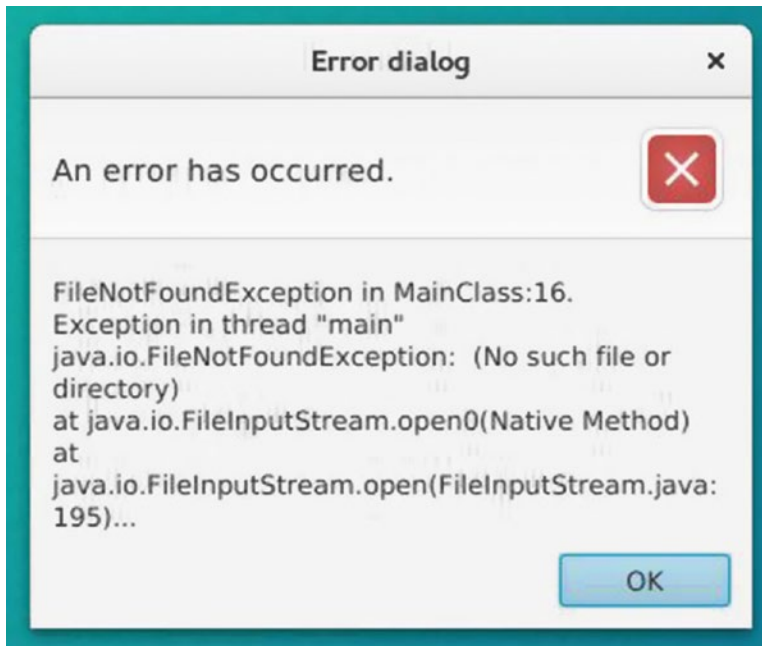 Error dialog ×
An error has occurred.
FileNotFoundException in MainClass:16.
Exception in thread "main"
java.io.FileNotFoundException:  (No such file or
directory)
at java.io.FileInputStream.open0(Native Method)
at
java.io.FileInputStream.open(FileInputStream.java:
195)...
OK